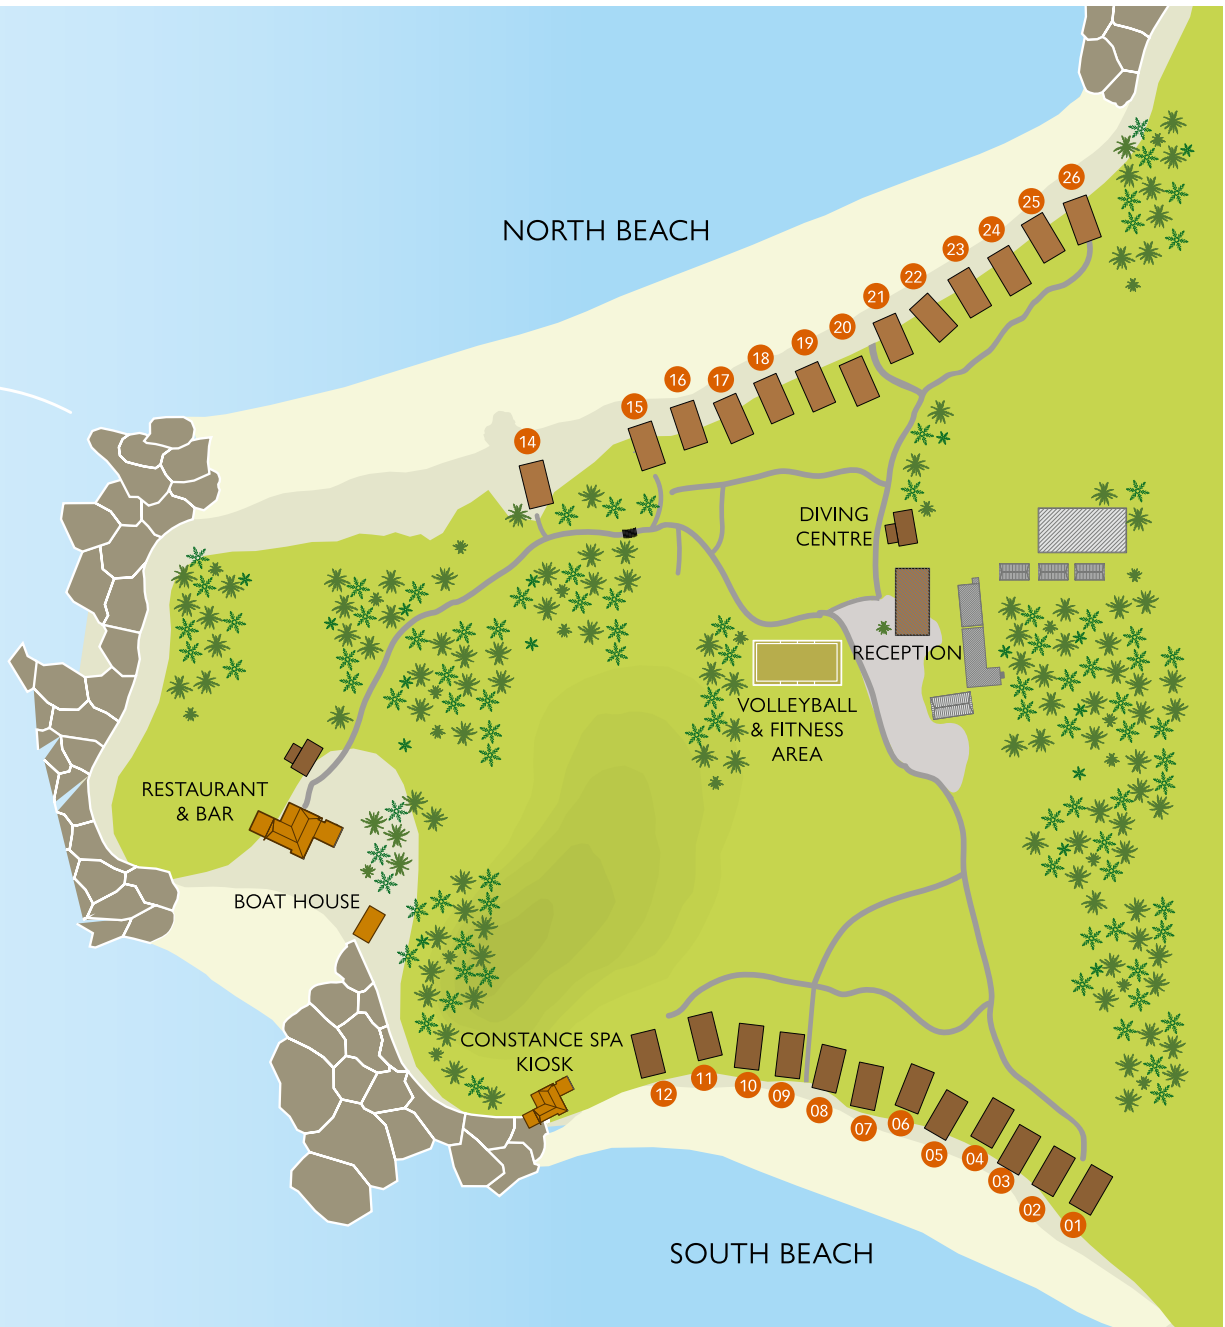 26
25
24
23
NORTH BEACH
22
21
20
19
18
17
16
15
14
DIVING
CENTRE
RECEPTION
VOLLEYBALL
& FITNESS
AREA
RESTAURANT
& BAR
BOAT HOUSE
CONSTANCE SPA
KIOSK
12
11
10
09
08
07
06
05
04
03
02
01
SOUTH BEACH